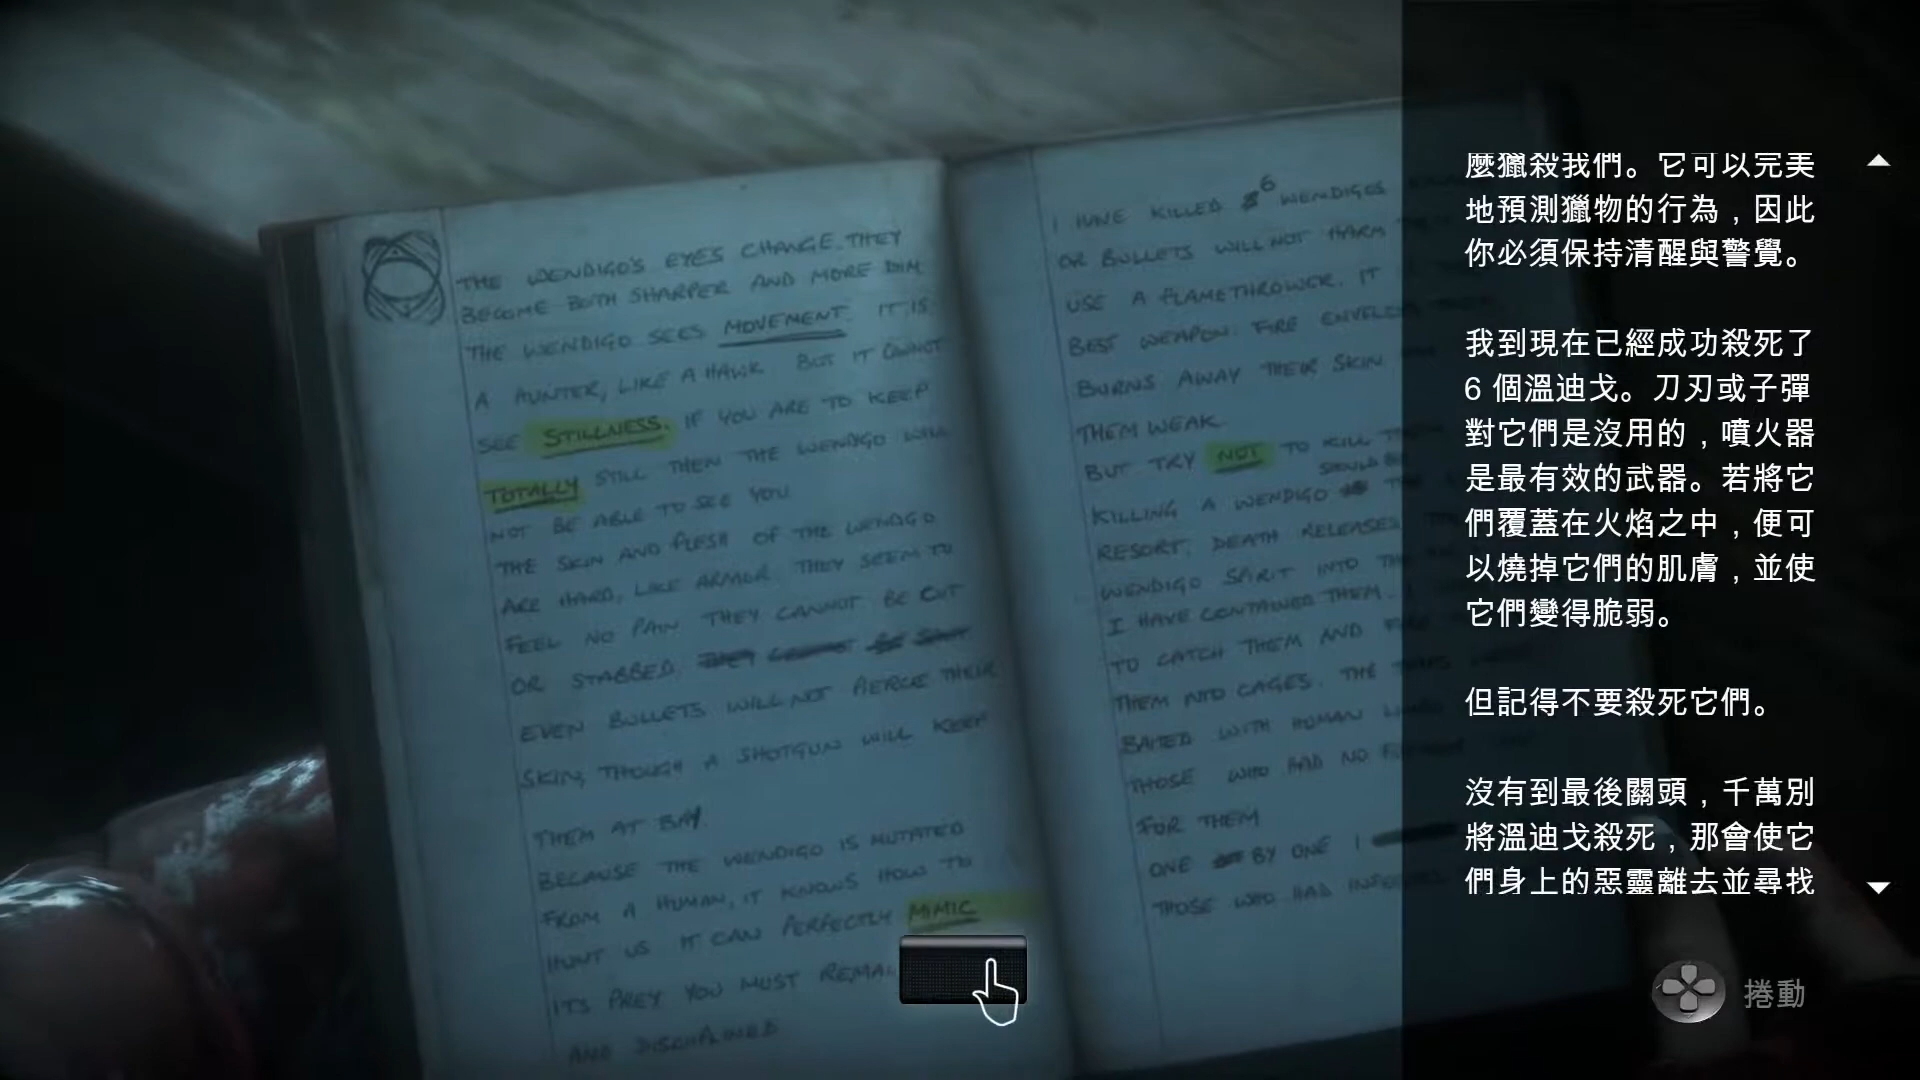 THE WENDIGO'S EYES CHANGE. THEY
BECOME BOTH SHARPER AND MORE DIM
THE WENDIGO SEES MOVEMENT. IT IS
A HUNTER, LIKE A HAWK BUT IT CANNOT
SEE STILLNESS. IF YOU ARE TO KEEP
TOTALLY STILL THEN THE WENDIGO WILL
NOT BE ABLE TO SEE YOU
THE SKIN AND FLESH OF THE WENDIGO
ARE HARD, LIKE ARMOR. THEY SEEM TO
FEEL NO PAIN THEY CANNOT BE CUT
OR STABBED.
EVEN BULLETS WILL NOT PIERCE THEIR
SKIN, THOUGH A SHOTGUN WILL KEEP
THEM AT BAY.
BECAUSE THE WENDIGO IS MUTATED
FROM A HUMAN, IT KNOWS HOW TO
HUNT US IT CAN PERFECTLY MIMIC
ITS PREY YOU MUST
AND DISCIPLINED
I HAVE KILLED 6 WENDIGOS
OR BULLETS WILL NOT HARM
USE A FLAMETHROWER. IT
BEST WEAPON. FIRE
BURNS AWAY THEIR SKIN
THEM WEAK.
BUT TRY NOT TO KILL
SHOULD BE
KILLING A WENDIGO
RESORT. DEATH RELEASES
WENDIGO SPIRIT INTO THE
I HAVE CONTAINED THEM.
TO CATCH THEM AND
THEM INTO CAGES. THE
BAITED WITH HUMAN
THOSE WHO HAD NO
FOR THEM
ONE BY ONE I
THOSE WHO HAD
麼獵殺我們。它可以完美
地預測獵物的行為，因此
你必須保持清醒與警覺。
我到現在已經成功殺死了
6 個溫迪戈。刀刃或子彈
對它們是沒用的，噴火器
是最有效的武器。若將它
們覆蓋在火焰之中，便可
以燒掉它們的肌膚，並使
它們變得脆弱。
但記得不要殺死它們。
沒有到最後關頭，千萬別
將溫迪戈殺死，那會使它
們身上的惡靈離去並尋找
捲動